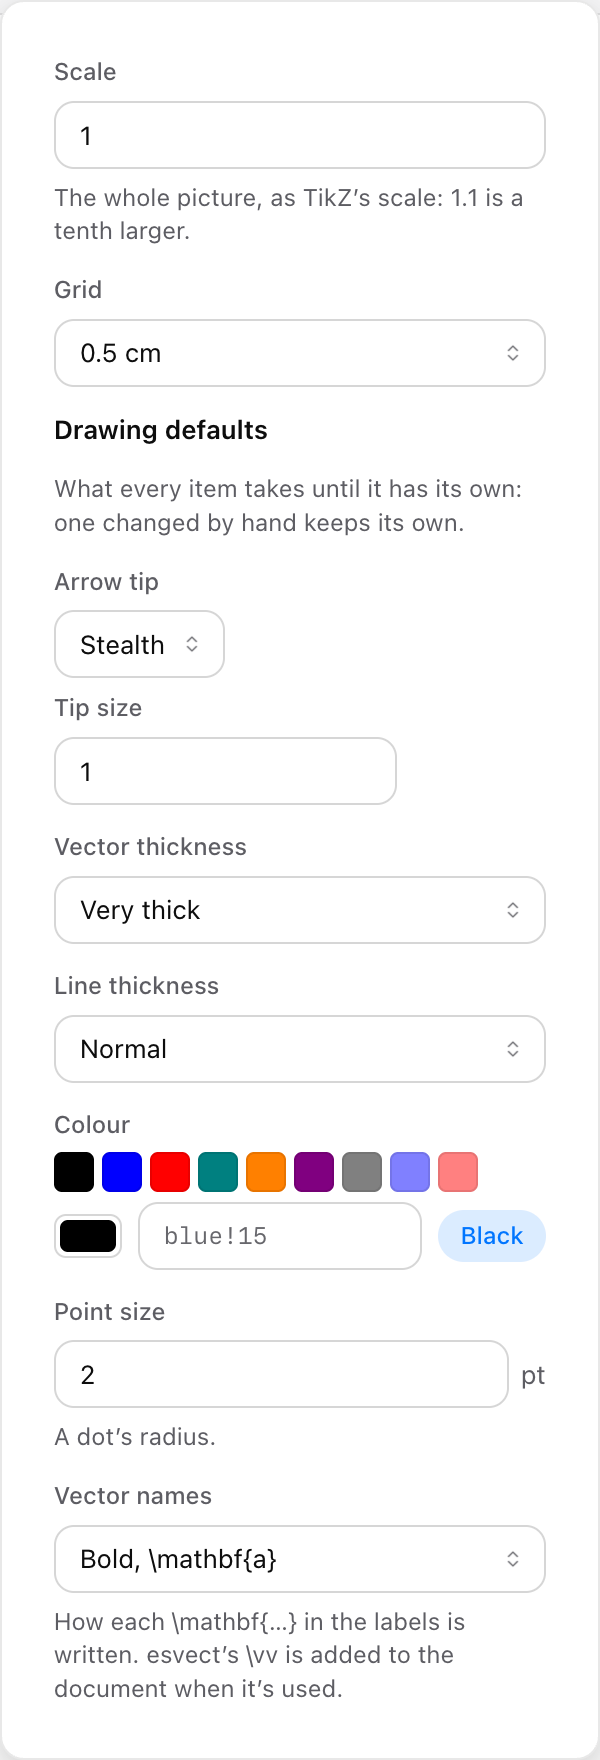 Scale
1
The whole picture, as TikZ’s scale: 1.1 is a
tenth larger.
Grid
0.5 cm
Drawing defaults
What every item takes until it has its own:
one changed by hand keeps its own.
Arrow tip
Stealth
Tip size
1
Vector thickness
Very thick
Line thickness
Normal
Colour
blue!15 Black
Point size
2 pt
A dot’s radius.
Vector names
Bold, \mathbf{a}
How each \mathbf{…} in the labels is
written. esvect’s \vv is added to the
document when it’s used.